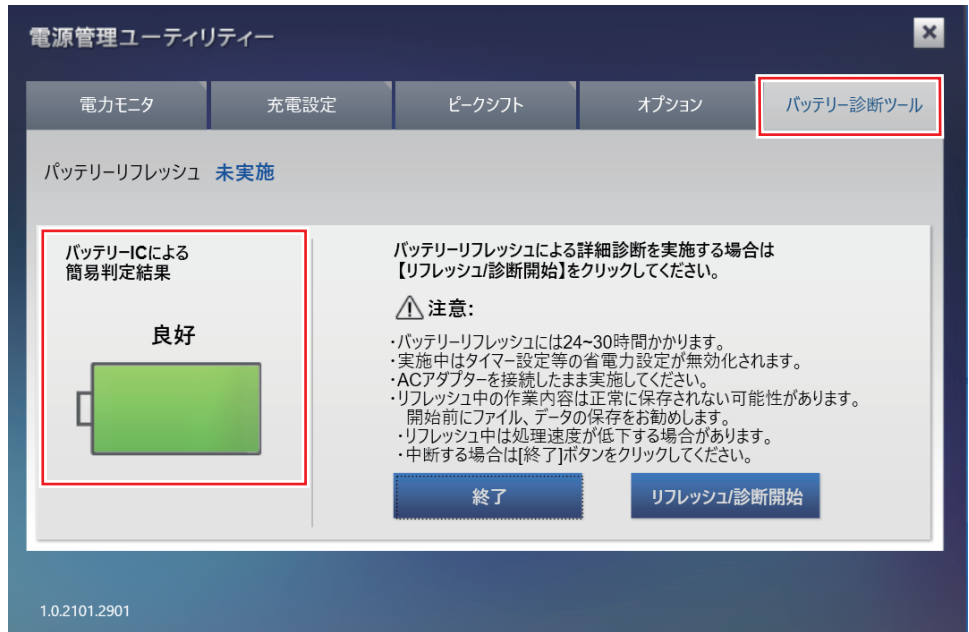 電源管理ユーティリティー
電力モニタ
充電設定
ピークシフト
オプション
バッテリー診断ツール
バッテリーリフレッシュ 未実施
バッテリーICによる
簡易判定結果
良好
バッテリーリフレッシュによる詳細診断を実施する場合は
【リフレッシュ/診断開始】をクリックしてください。
注意:
・バッテリーリフレッシュには24~30時間かかります。
・実施中はタイマー設定等の省電力設定が無効化されます。
・ACアダプターを接続したまま実施してください。
・リフレッシュ中の作業内容は正常に保存されない可能性があります。
開始前にファイル、データの保存をお勧めします。
・リフレッシュ中は処理速度が低下する場合があります。
・中断する場合は[終了]ボタンをクリックしてください。
終了
リフレッシュ/診断開始
1.0.2101.2901